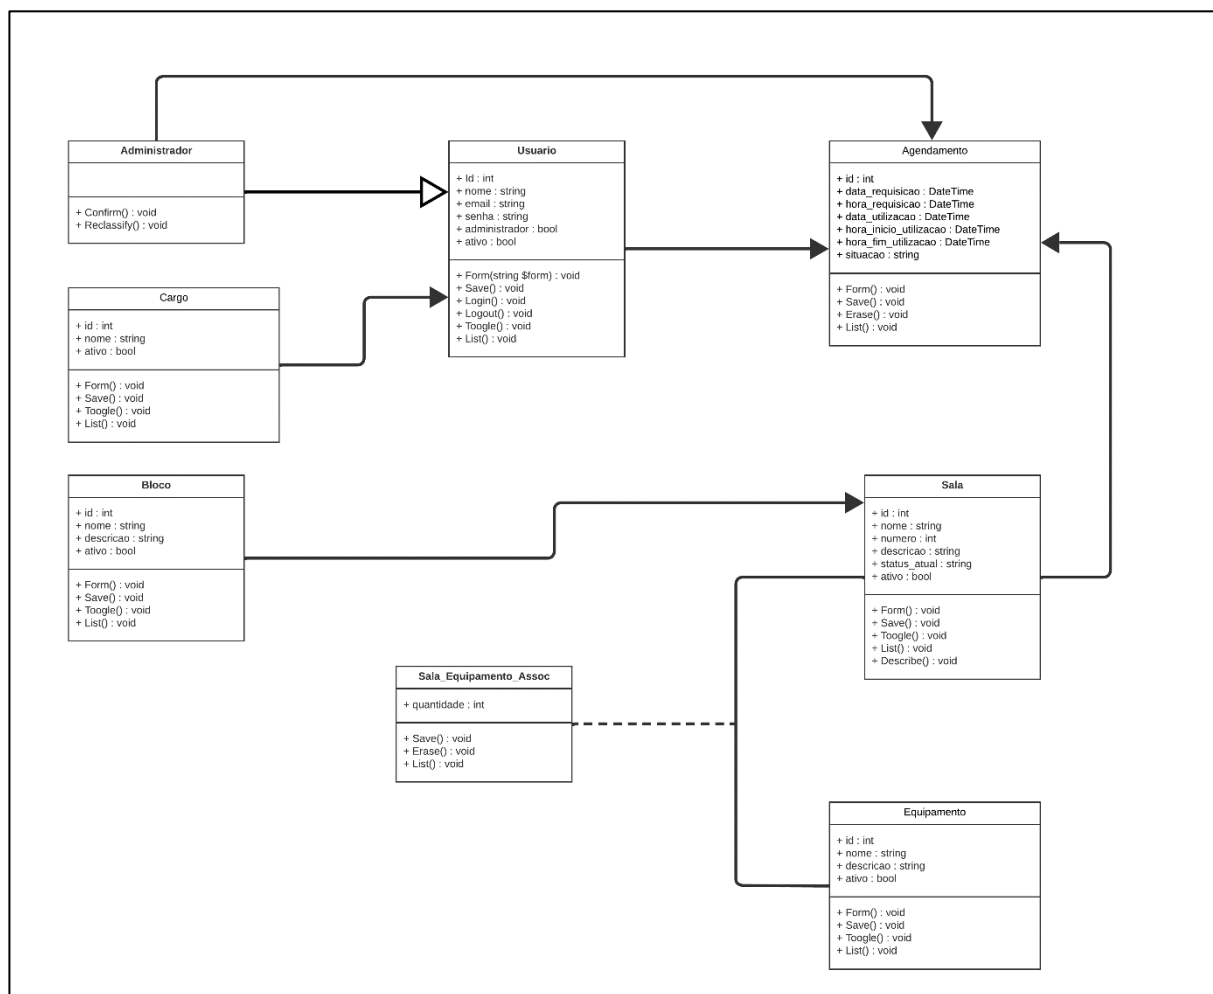 Administrador
+ Confirm() : void
+ Reclassify() : void
Usuario
+ Id : int
+ nome : string
+ email : string
+ senha : string
+ administrador : bool
+ ativo : bool
+ Form(string $form) : void
+ Save() : void
+ Login() : void
+ Logout() : void
+ Toogle() : void
+ List() : void
Agendamento
+ id : int
+ data_requisicao : DateTime
+ hora_requisicao : DateTime
+ data_utilizacao : DateTime
+ hora_inicio_utilizacao : DateTime
+ hora_fim_utilizacao : DateTime
+ situacao : string
+ Form() : void
+ Save() : void
+ Erase() : void
+ List() : void
Cargo
+ id : int
+ nome : string
+ ativo : bool
+ Form() : void
+ Save() : void
+ Toogle() : void
+ List() : void
Bloco
+ id : int
+ nome : string
+ descricao : string
+ ativo : bool
+ Form() : void
+ Save() : void
+ Toogle() : void
+ List() : void
Sala
+ id : int
+ nome : string
+ numero : int
+ descricao : string
+ status_atual : string
+ ativo : bool
+ Form() : void
+ Save() : void
+ Toogle() : void
+ List() : void
+ Describe() : void
Sala_Equipamento_Assoc
+ quantidade : int
+ Save() : void
+ Erase() : void
+ List() : void
Equipamento
+ id : int
+ nome : string
+ descricao : string
+ ativo : bool
+ Form() : void
+ Save() : void
+ Toogle() : void
+ List() : void